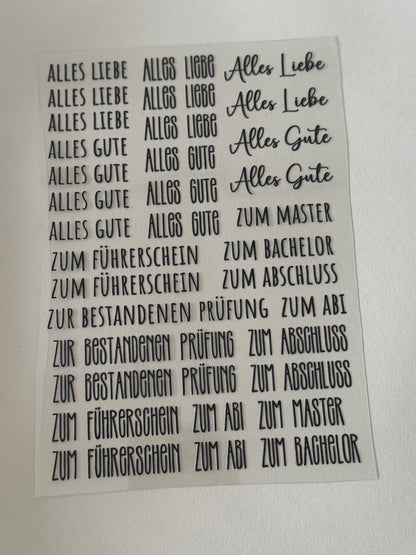 ALLES LIEBE ALLES LIEBE Alles Liebe
ALLES LIEBE ALLES LIEBE Alles Liebe
ALLES LIEBE ALLES LIEBE Alles Gute
ALLES GUTE ALLES GUTE Alles Gute
ALLES GUTE ALLES GUTE
ALLES GUTE ALLES GUTE ZUM MASTER
ALLES GUTE
ZUM FÜHRERSCHEIN ZUM BACHELOR
ZUM FÜHRERSCHEIN ZUM ABSCHLUSS
ZUR BESTANDENEN PRÜFUNG ZUM ABI
ZUR BESTANDENEN PRÜFUNG ZUM ABSCHLUSS
ZUR BESTANDENEN PRÜFUNG ZUM ABSCHLUSS
ZUM FÜHRERSCHEIN ZUM ABI ZUM MASTER
ZUM FÜHRERSCHEIN ZUM ABI ZUM BACHELOR